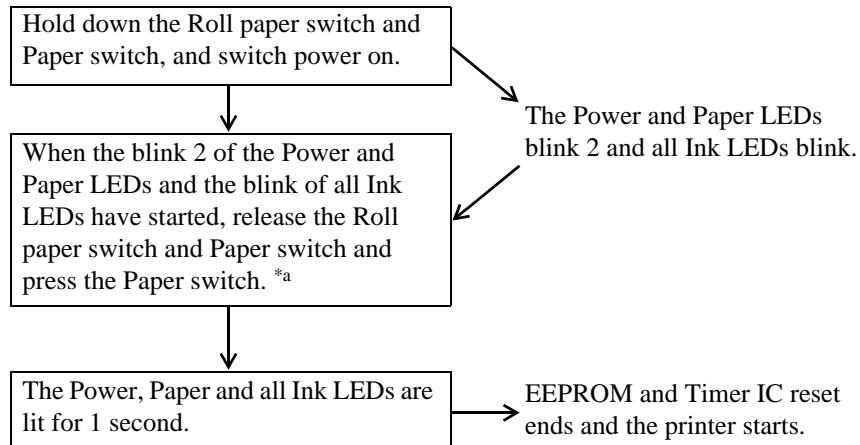 Hold down the Roll paper switch and
Paper switch, and switch power on.
The Power and Paper LEDs
blink 2 and all Ink LEDs blink.
When the blink 2 of the Power and
Paper LEDs and the blink of all Ink
LEDs have started, release the Roll
paper switch and Paper switch and
press the Paper switch. *a
The Power, Paper and all Ink LEDs are
lit for 1 second.
EEPROM and Timer IC reset
ends and the printer starts.